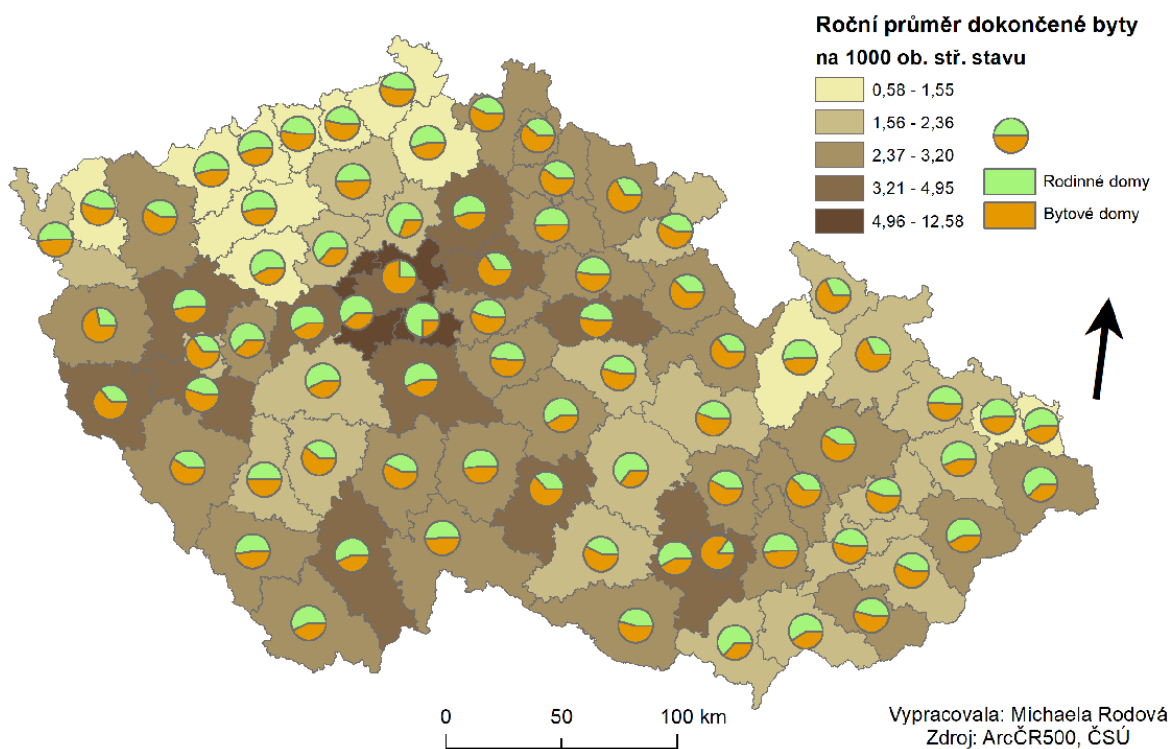 Roční průměr dokončené byty
na 1000 ob. stř. stavu
0,58 - 1,55
1,56 - 2,36
2,37 - 3,20
3,21 - 4,95
4,96 - 12,58
Rodinné domy
Bytové domy
0 50 100 km
Vypracovala: Michaela Rodová
Zdroj: ArcČR500, ČSÚ